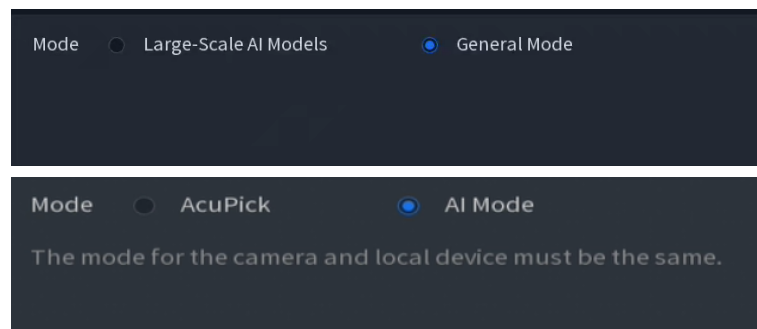 Mode Large-Scale AI Models General Mode
Mode AcuPick AI Mode
The mode for the camera and local device must be the same.